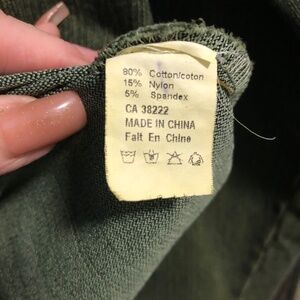 80% Cotton/coton
15% Nylon
5% Spandex
CA 38222
MADE IN CHINA
Fait En Chine